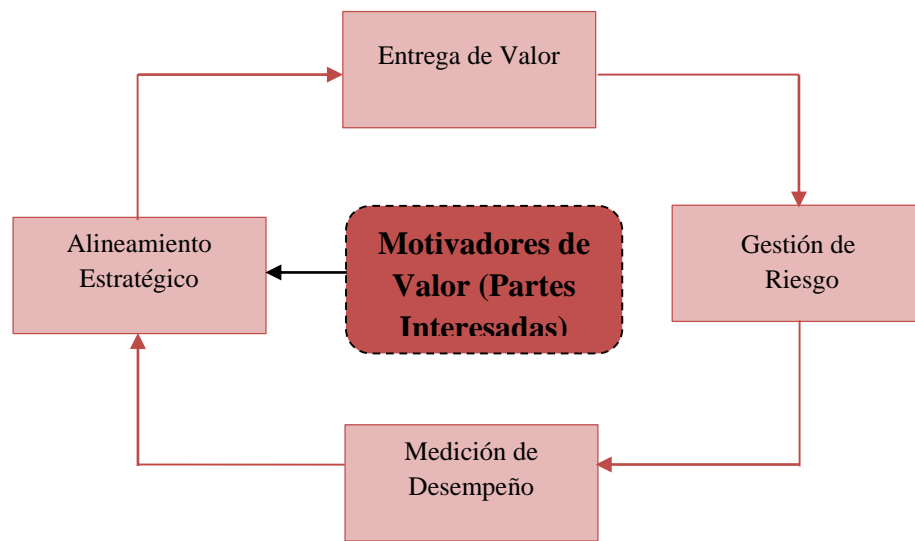 Entrega de Valor
Alineamiento
Estratégico
Motivadores de
Valor (Partes
Interesadas)
Gestión de
Riesgo
Medición de
Desempeño